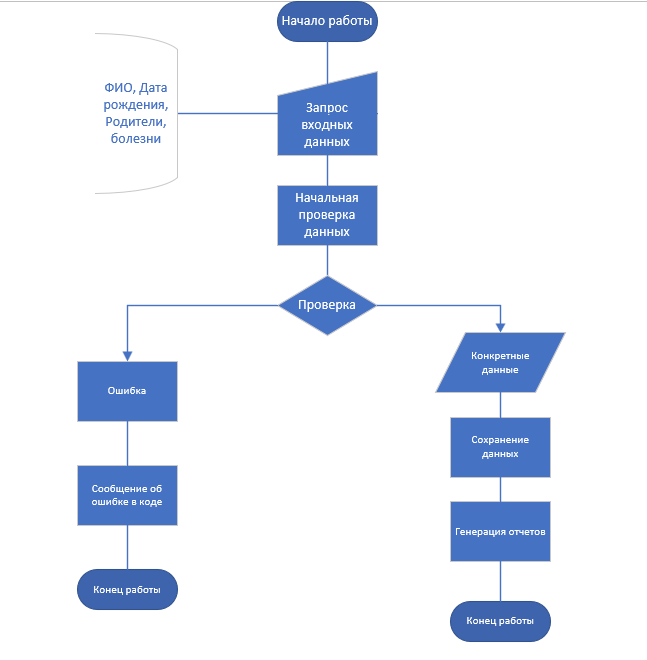 Начало работы
ФИО, Дата
рождения,
Родители,
болезни
Запрос
входных
данных
Начальная
проверка
данных
Проверка
Ошибка
Сообщение об
ошибке в коде
Конец работы
Конкретные
данные
Сохранение
данных
Генерация отчетов
Конец работы